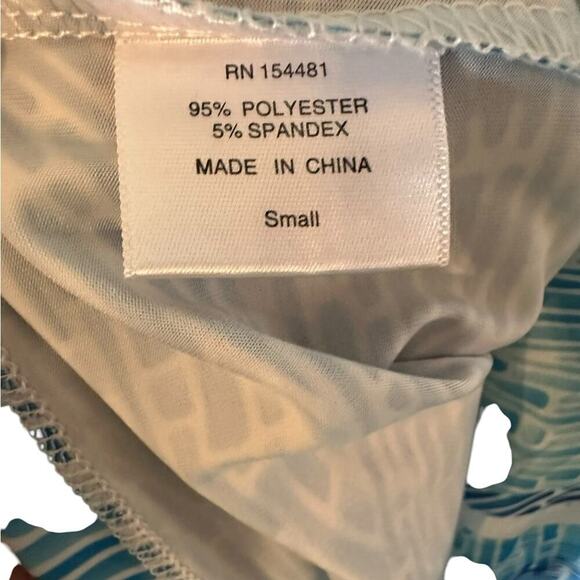 RN 154481
95% POLYESTER
5% SPANDEX
MADE IN CHINA
Small